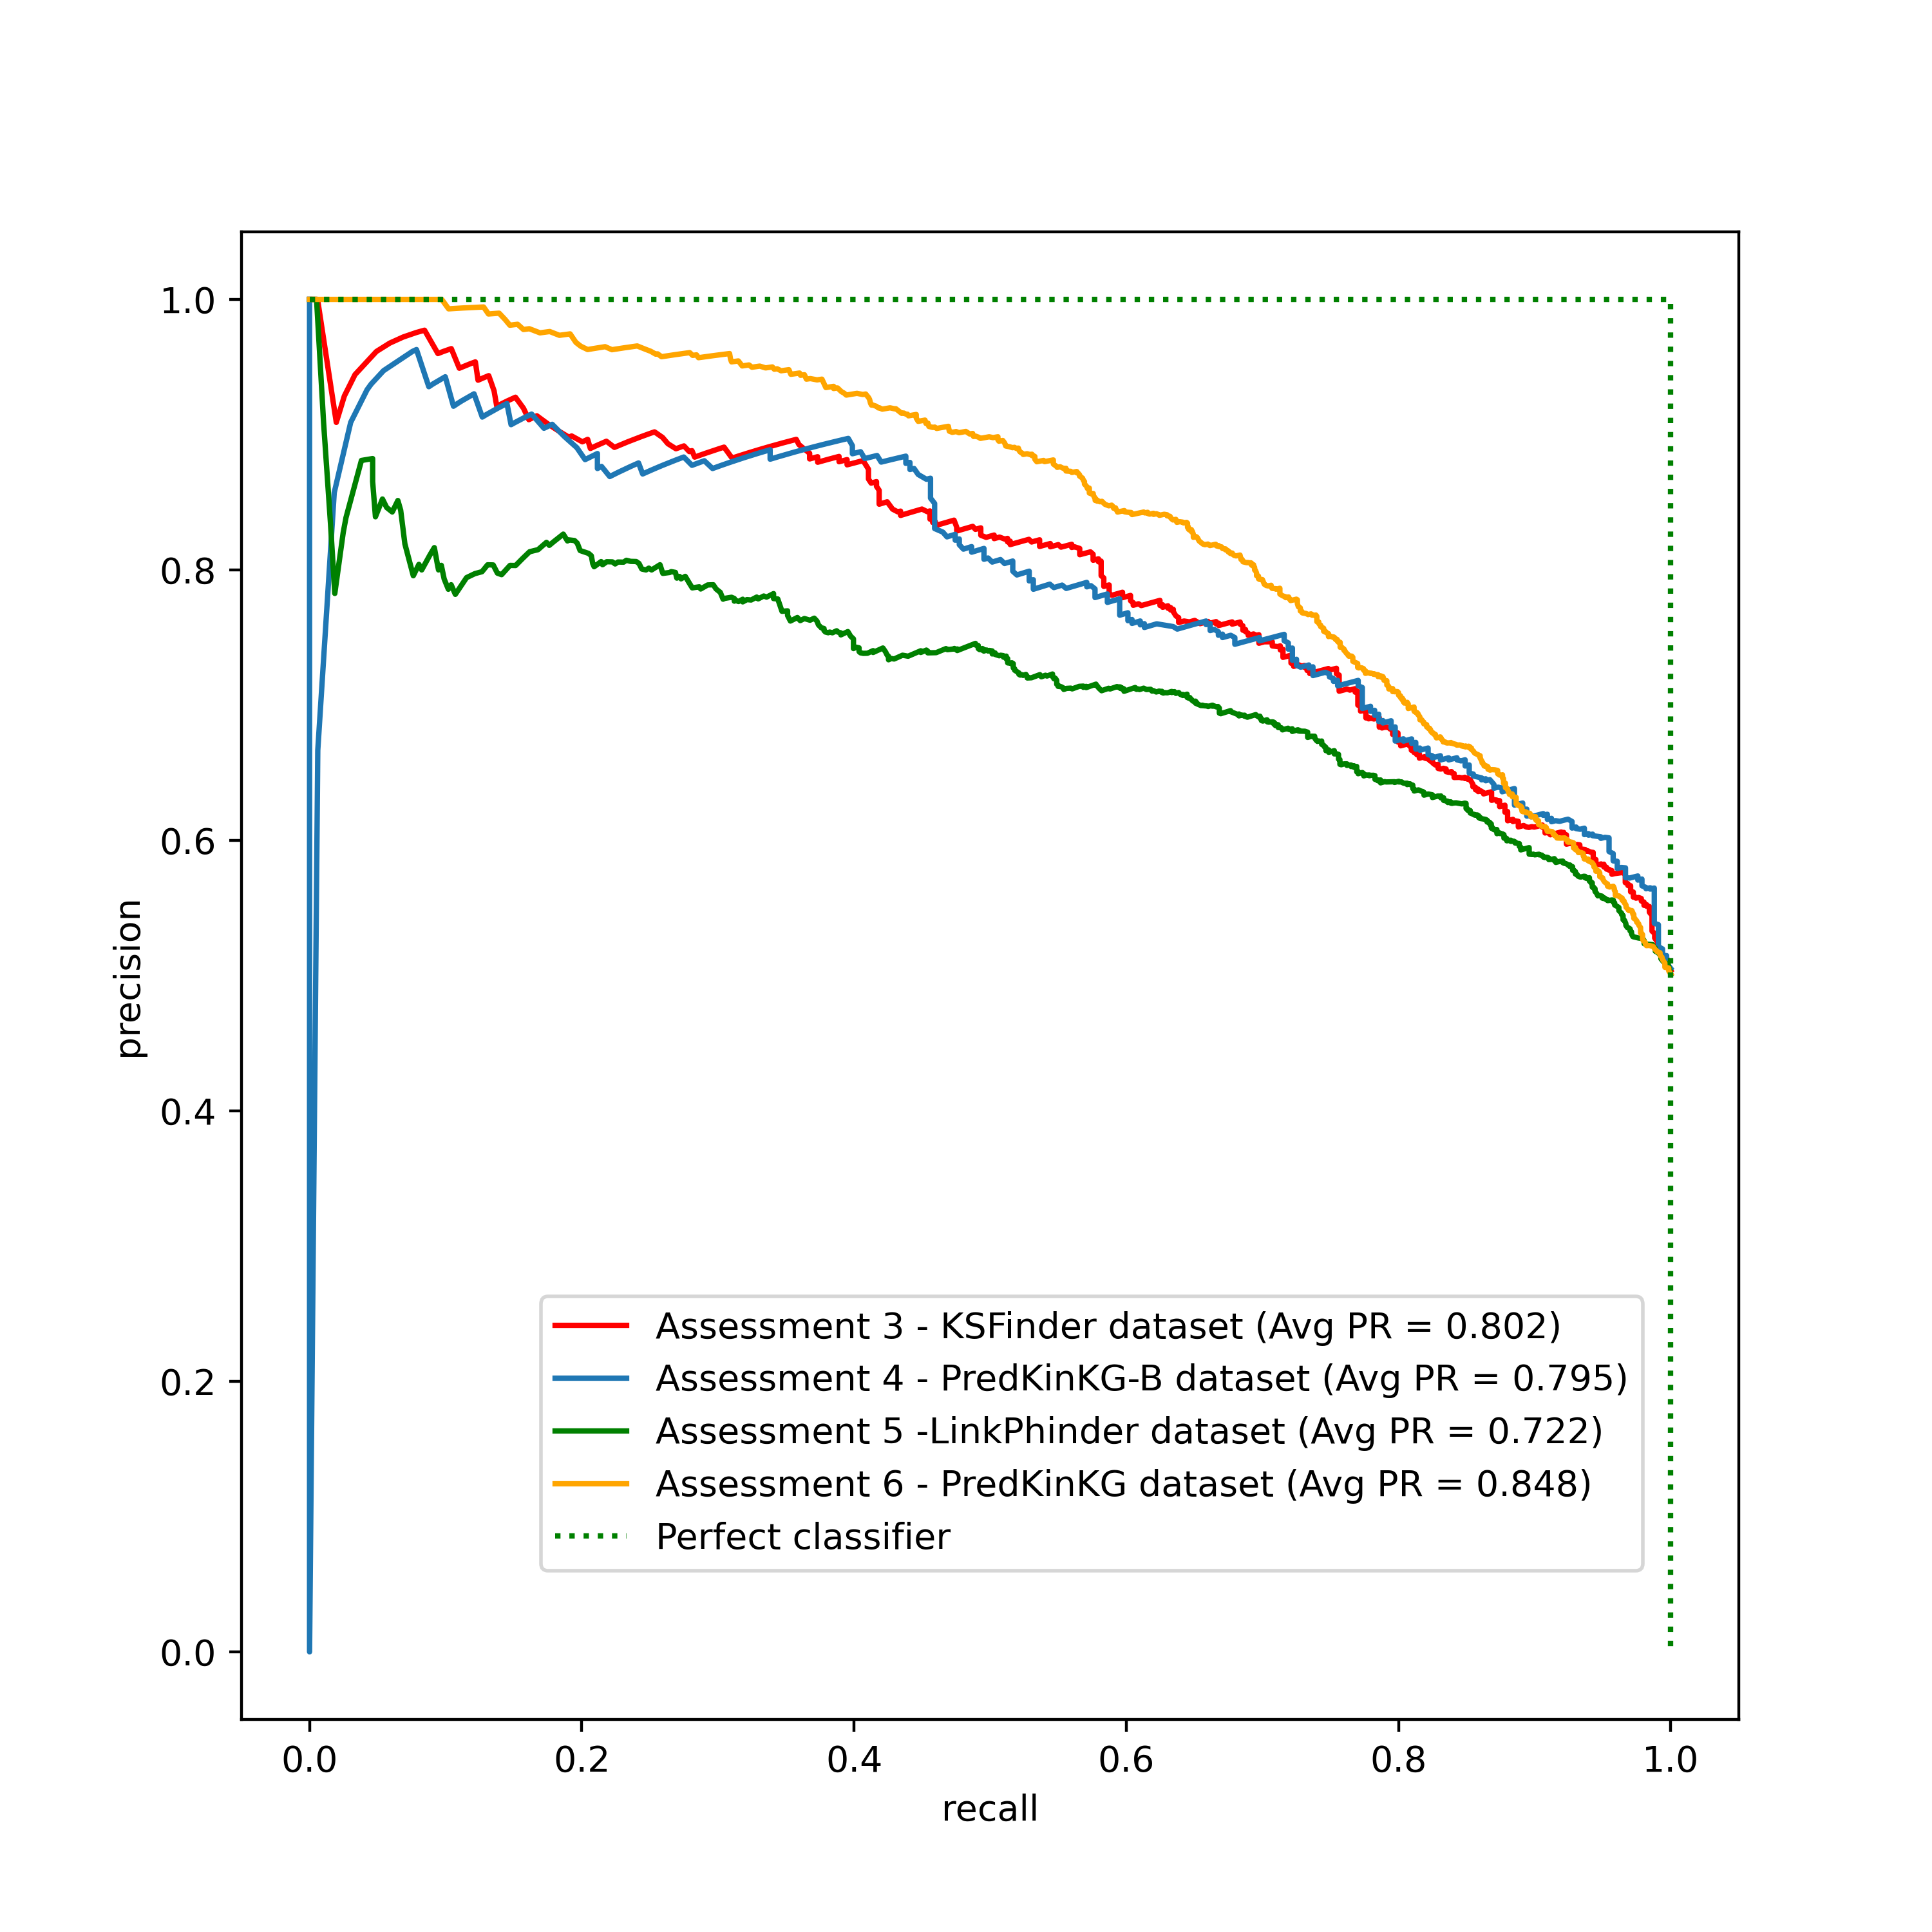 1.0
0.8
0.6
0.4
0.2
0.0
precision
Assessment 3 - KSFinder dataset (Avg PR = 0.802)
Assessment 4 - PredKinKG-B dataset (Avg PR = 0.795)
Assessment 5 -LinkPhinder dataset (Avg PR = 0.722)
Assessment 6 - PredKinKG dataset (Avg PR = 0.848)
Perfect classifier
0.0 0.2 0.4 0.6 0.8 1.0
recall